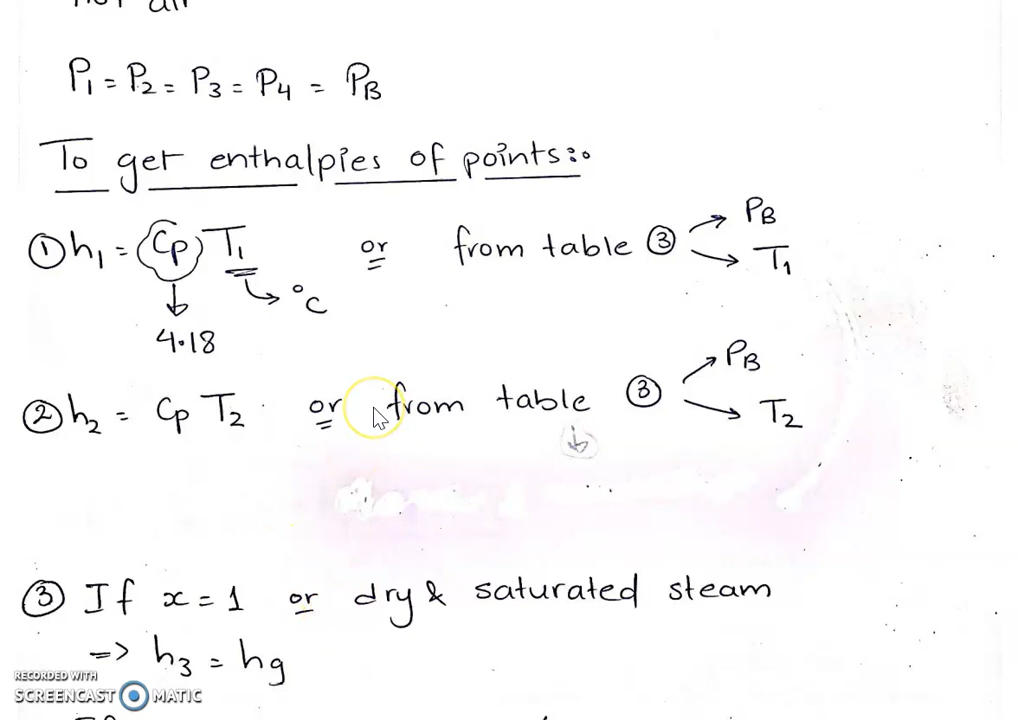 P1 = P2 = P3 = P4 = PB
To get enthalpies of points:.
① h1 = Cp T1 or from table ③ PB
T1
°C
4.18
② h2 = Cp T2 or from table ③ PB
T2
③ If x = 1 or dry & saturated steam
=> h3 = hg
RECORDED WITH
SCREENCAST MATIC